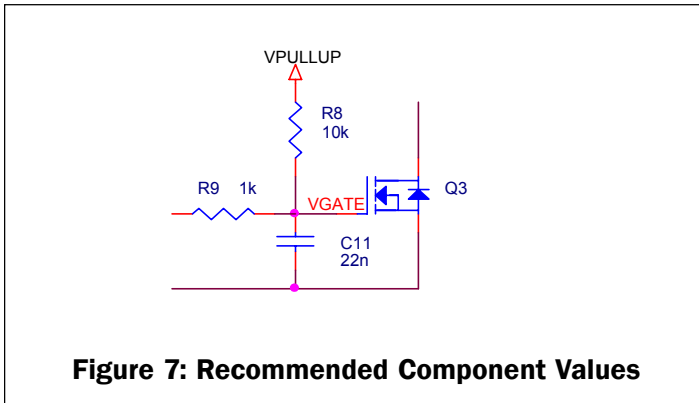 VPULLUP
R8
10k
R9 1k
VGATE
Q3
C11
22n
Figure 7: Recommended Component Values